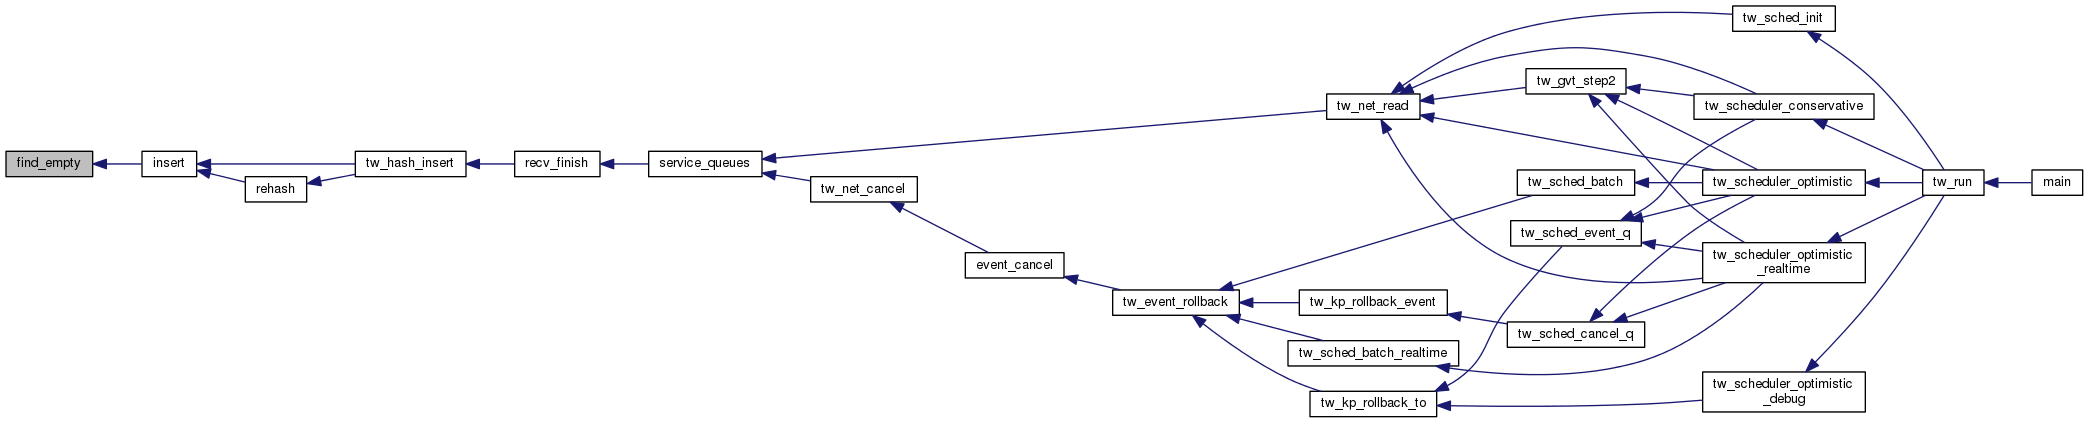 find_empty
insert
rehash
tw_hash_insert
recv_finish
service_queues
tw_net_read
tw_net_cancel
event_cancel
tw_event_rollback
tw_kp_rollback_event
tw_sched_batch_realtime
tw_kp_rollback_to
tw_gvt_step2
tw_sched_batch
tw_sched_event_q
tw_sched_cancel_q
tw_sched_init
tw_scheduler_conservative
tw_scheduler_optimistic
tw_scheduler_optimistic
_realtime
tw_scheduler_optimistic
_debug
tw_run
main